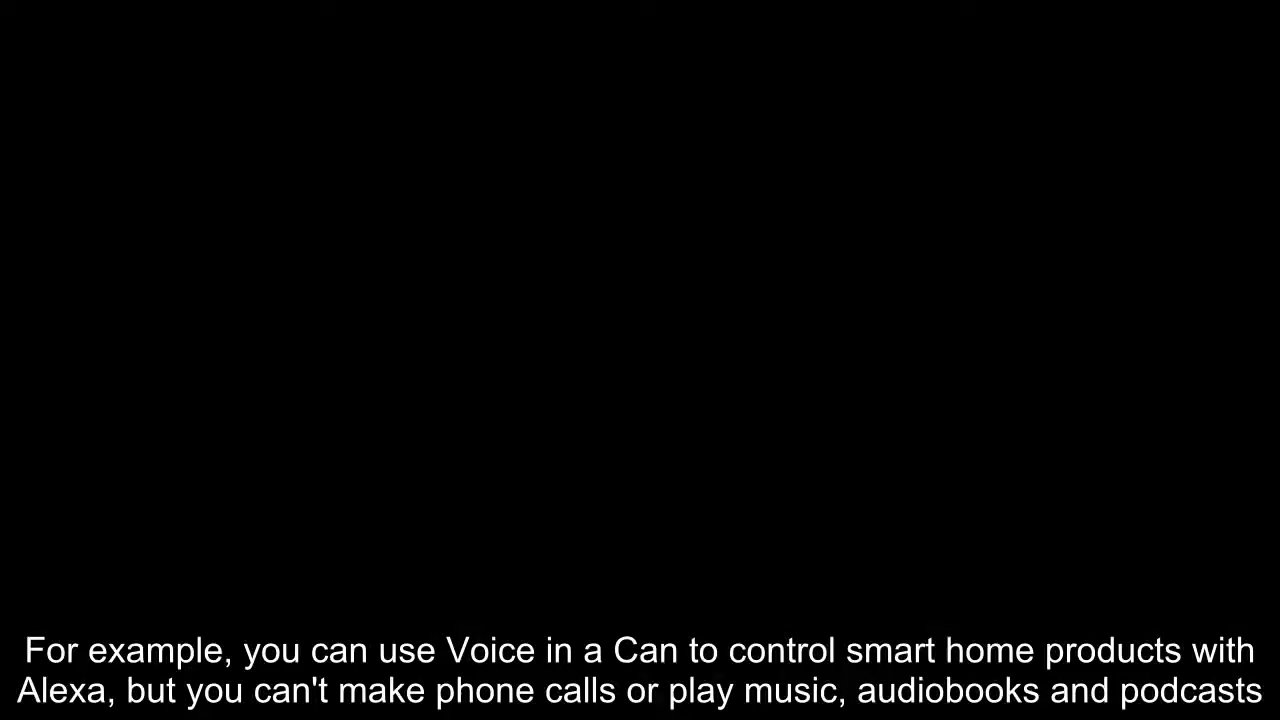 For example, you can use Voice in a Can to control smart home products with
Alexa, but you can't make phone calls or play music, audiobooks and podcasts